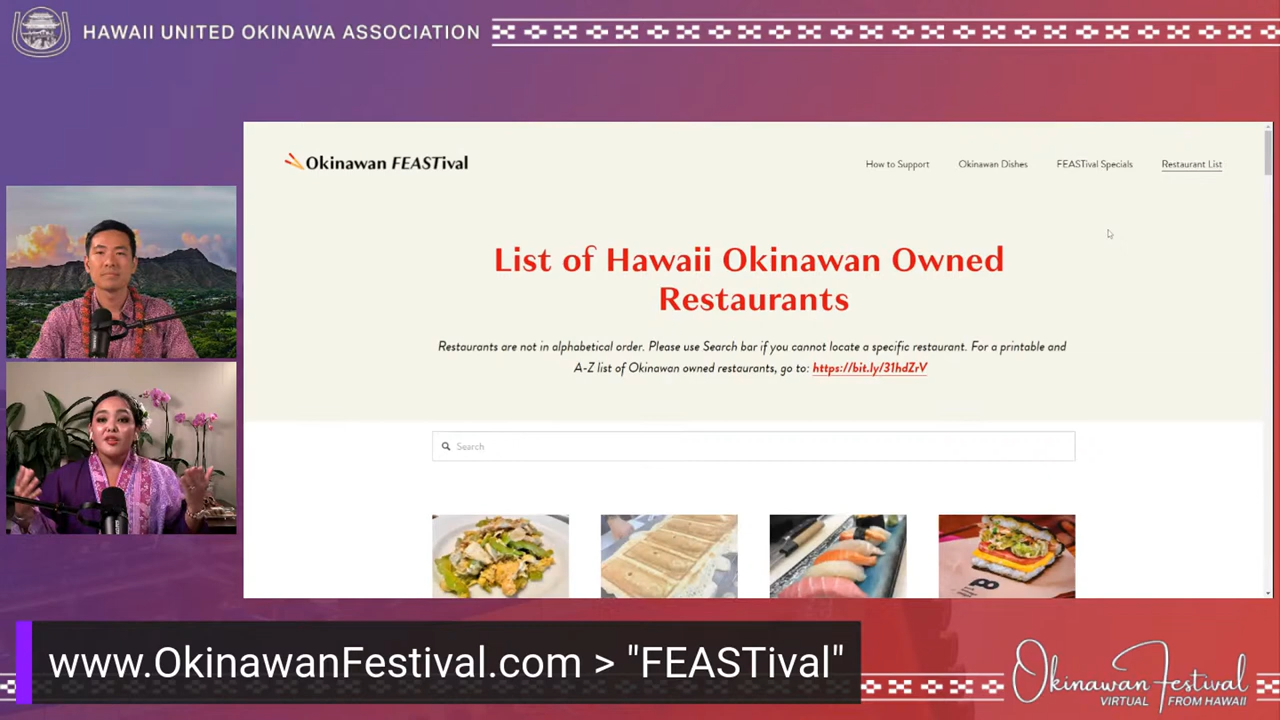 HAWAII UNITED OKINAWA ASSOCIATION
Okinawan FEASTival
How to Support
Okinawan Dishes
FEASTival Specials
Restaurant List
List of Hawaii Okinawan Owned
Restaurants
Restaurants are not in alphabetical order. Please use Search bar if you cannot locate a specific restaurant. For a printable and
A-Z list of Okinawan owned restaurants, go to: https://bit.ly/31hdZrV
Search
www.OkinawanFestival.com > "FEASTival"
Okinawan Festival
VIRTUAL FROM HAWAII